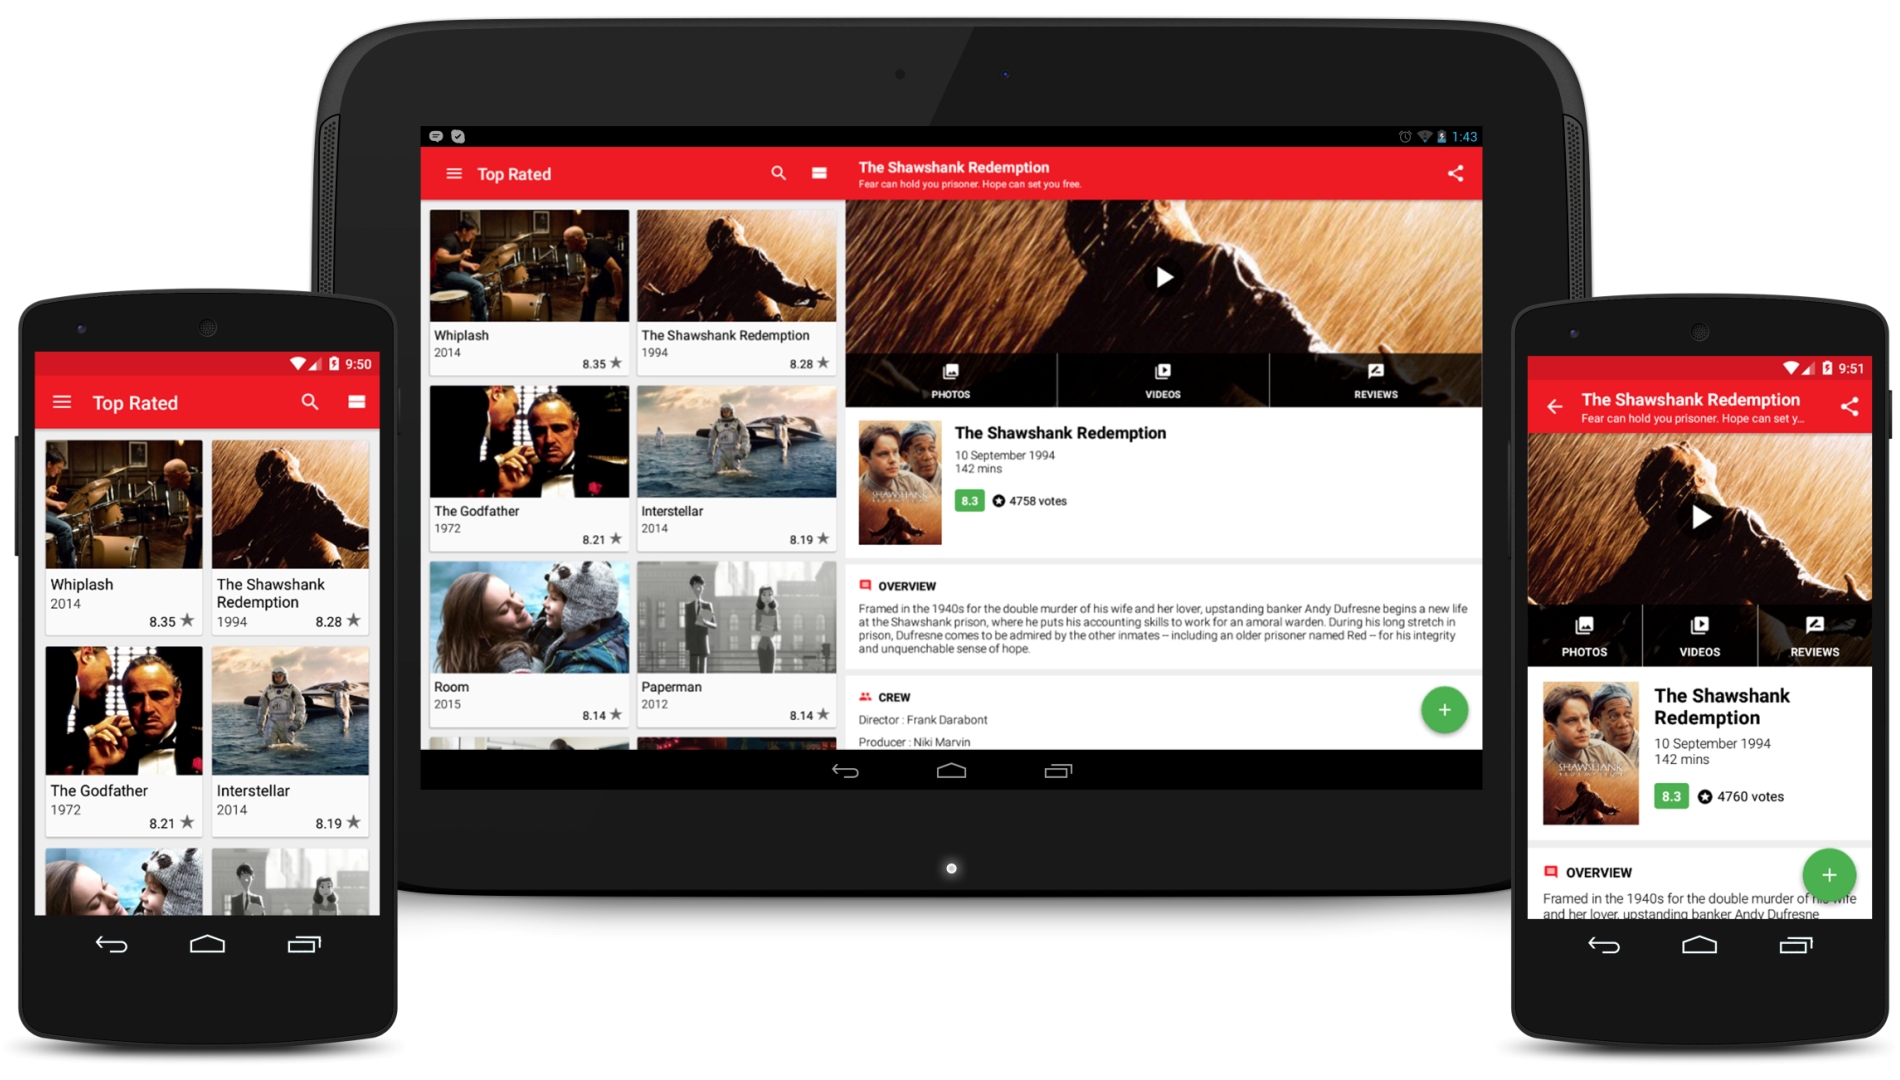 9:50
Top Rated
Whiplash
2014
8.35
The Shawshank
Redemption
1994
8.28
The Godfather
1972
8.21
Interstellar
2014
8.19
1:43
Top Rated
Whiplash
2014
8.35
The Shawshank Redemption
1994
8.28
The Godfather
1972
8.21
Interstellar
2014
8.19
Room
2015
8.14
Paperman
2012
8.14
The Shawshank Redemption
Fear can hold you prisoner. Hope can set you free.
PHOTOS
VIDEOS
REVIEWS
SHAWSHANK
The Shawshank Redemption
10 September 1994
142 mins
8.3 4758 votes
OVERVIEW
Framed in the 1940s for the double murder of his wife and her lover, upstanding banker Andy Dufresne begins a new life
at the Shawshank prison, where he puts his accounting skills to work for an amoral warden. During his long stretch in
prison, Dufresne comes to be admired by the other inmates -- including an older prisoner named Red -- for his integrity
and unquenchable sense of hope.
CREW
Director : Frank Darabont
Producer : Niki Marvin
9:51
The Shawshank Redemption
Fear can hold you prisoner. Hope can set y...
PHOTOS
VIDEOS
REVIEWS
SHAWSHANK
The Shawshank
Redemption
10 September 1994
142 mins
8.3 4760 votes
OVERVIEW
Framed in the 1940s for the double murder of his wife
and her lover, upstanding banker Andy Dufresne